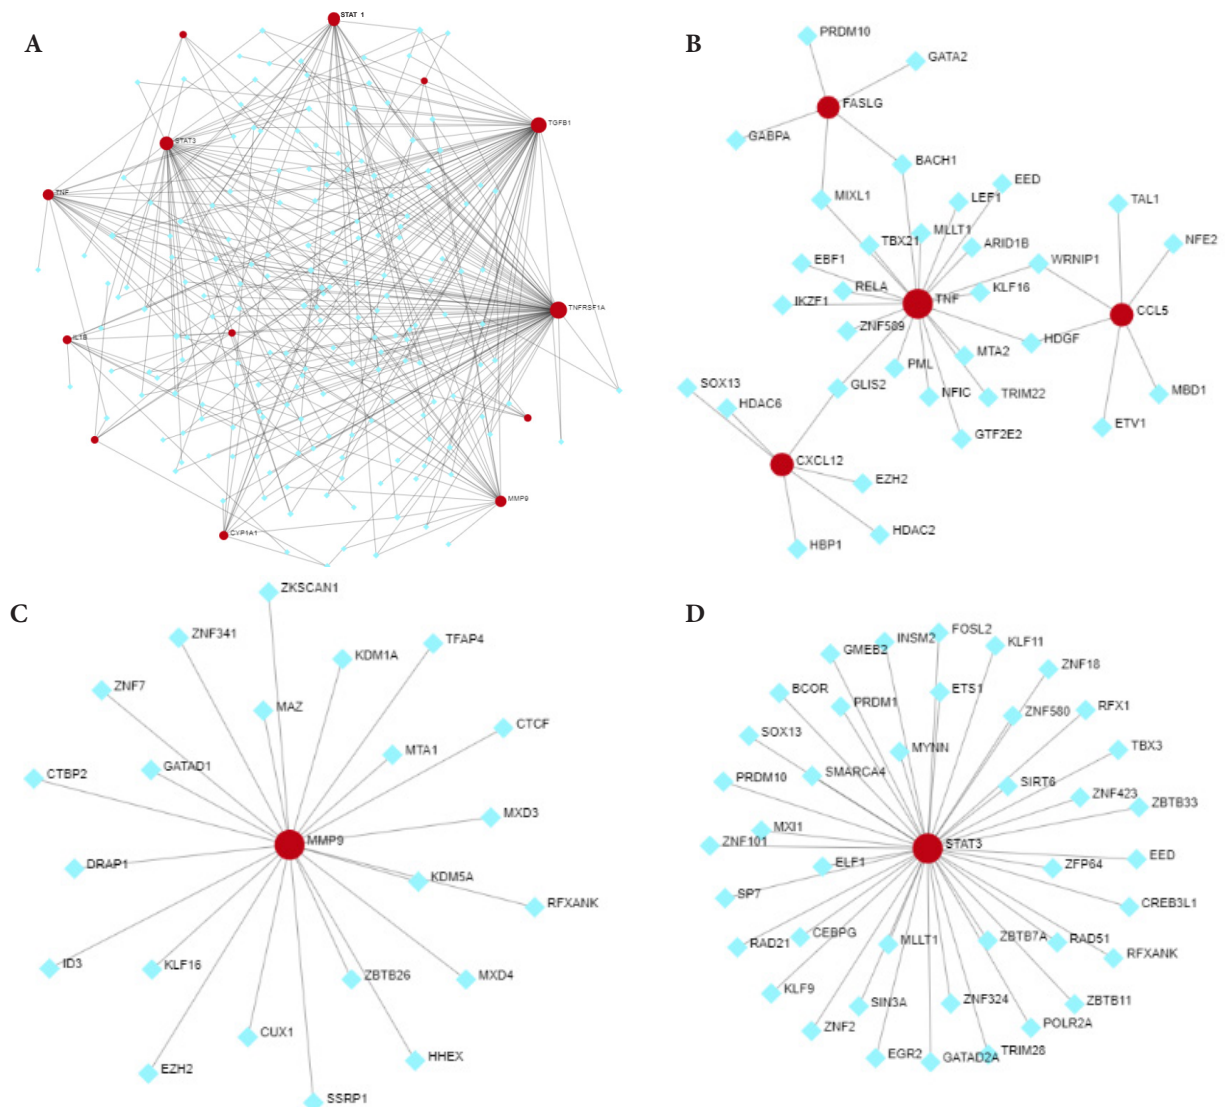 A
STAT 1
TGFB1
STAT3
TNF
TNFRSF1A
IL1B
MMP9
CYP1A1
B
PRDM10
GATA2
FASLG
GABPA
BACH1
EED
MIXL1
LEF1
TAL1
MLLT1
TBX21
ARID1B
NFE2
EBF1
WRNIP1
RELA
KLF16
IKZF1
TNF
CCL5
ZNF589
HDGF
MTA2
PML
SOX13
GLIS2
NFIC
TRIM22
MBD1
HDAC6
ETV1
GTF2E2
CXCL12
EZH2
HDAC2
HBP1
C
ZKSCAN1
ZNF341
TFAP4
KDM1A
ZNF7
MAZ
CTCF
MTA1
GATAD1
CTBP2
MXD3
MMP9
DRAP1
KDM5A
RFXANK
ID3
KLF16
ZBTB26
MXD4
CUX1
HHEX
EZH2
SSRP1
D
FOSL2
INSM2
KLF11
GMEB2
ZNF18
BCOR
ETS1
PRDM1
RFX1
ZNF580
SOX13
MYNN
TBX3
SMARCA4
PRDM10
SIRT6
ZNF423
ZBTB33
MXI1
ZNF101
STAT3
EED
ELF1
ZFP64
SP7
CREB3L1
CEBPG
RAD21
MLLT1
ZBTB7A
RAD51
RFXANK
KLF9
SIN3A
ZNF324
ZBTB11
ZNF2
POLR2A
EGR2
GATAD2A
TRIM28